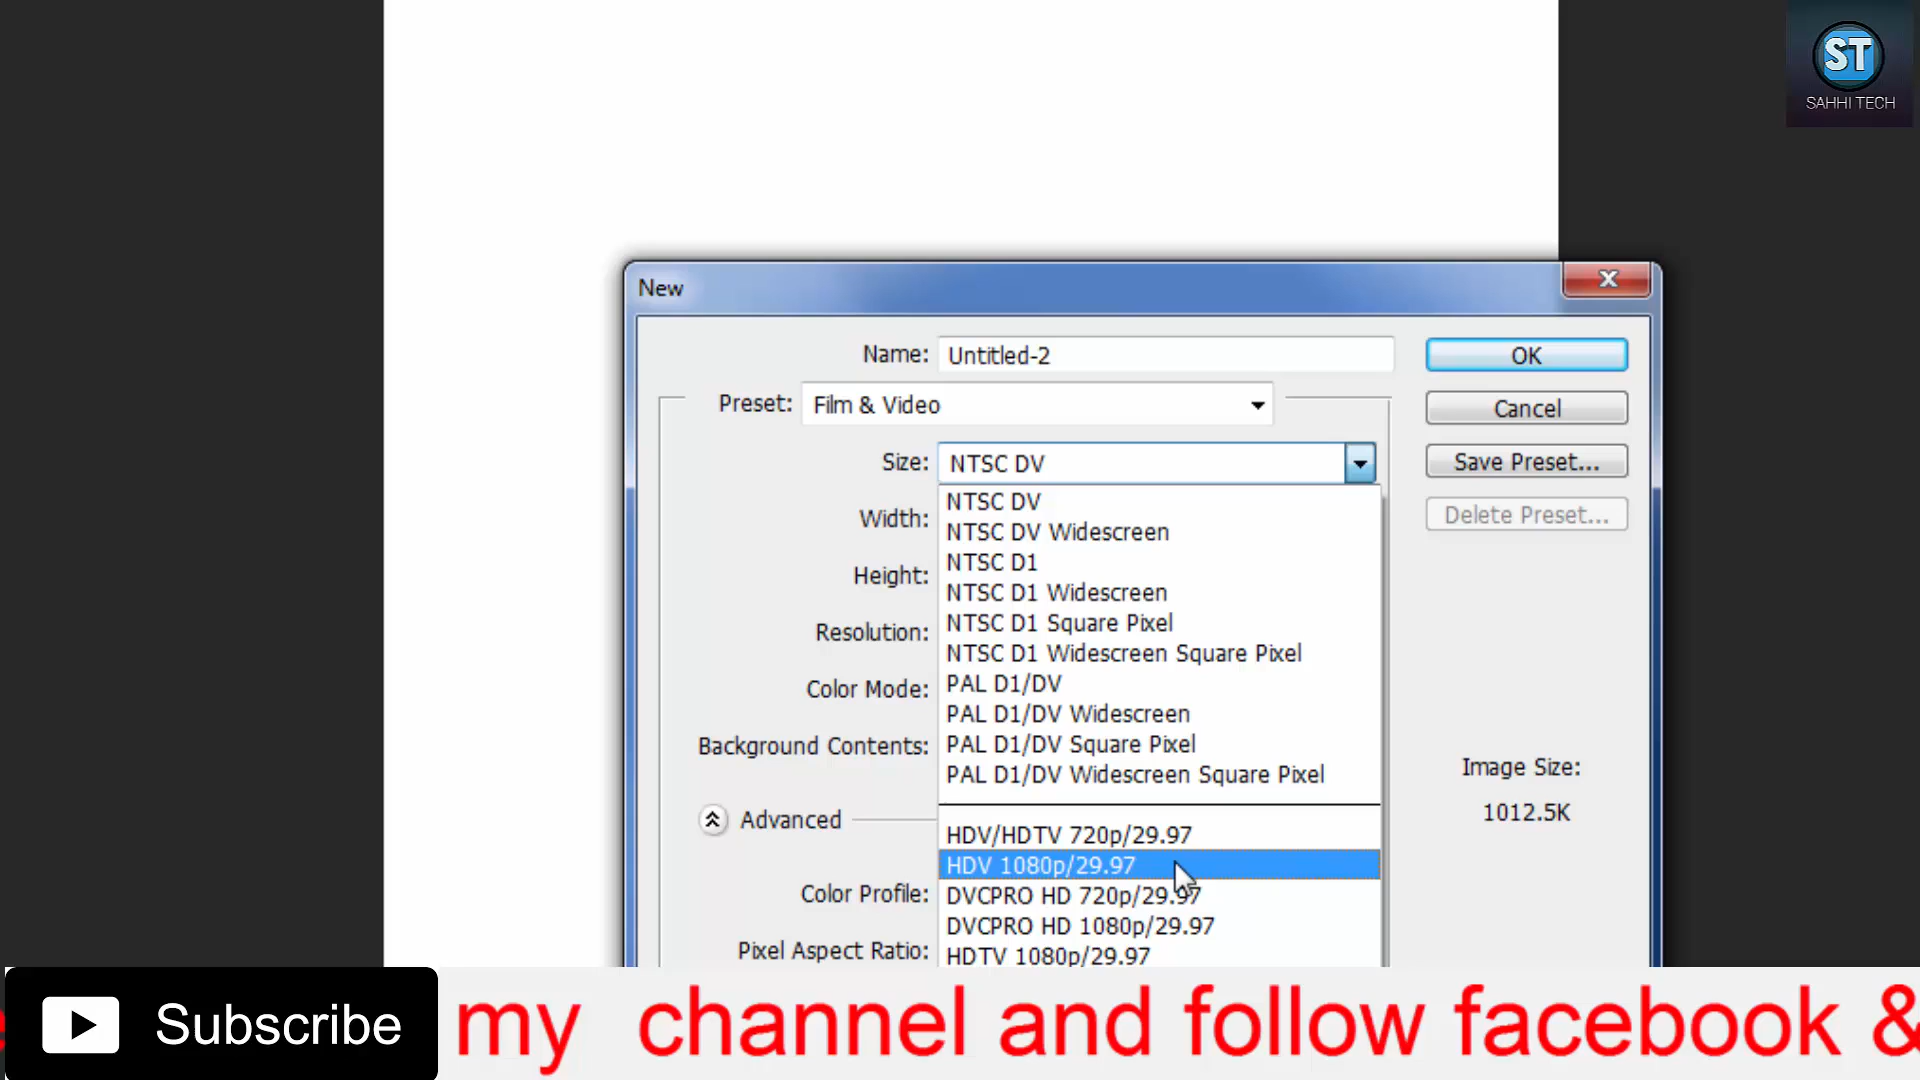 ST
SAHHI TECH
New
Name: Untitled-2
OK
Preset: Film & Video
Cancel
Size: NTSC DV
Save Preset...
NTSC DV
Width:
Delete Preset...
NTSC DV Widescreen
NTSC D1
Height:
NTSC D1 Widescreen
NTSC D1 Square Pixel
Resolution:
NTSC D1 Widescreen Square Pixel
PAL D1/DV
Color Mode:
PAL D1/DV Widescreen
PAL D1/DV Square Pixel
Background Contents:
PAL D1/DV Widescreen Square Pixel
Image Size:
1012.5K
Advanced
HDV/HDTV 720p/29.97
HDV 1080p/29.97
Color Profile:
DVCPRO HD 720p/29.97
DVCPRO HD 1080p/29.97
Pixel Aspect Ratio:
HDTV 1080p/29.97
Subscribe my channel and follow facebook &